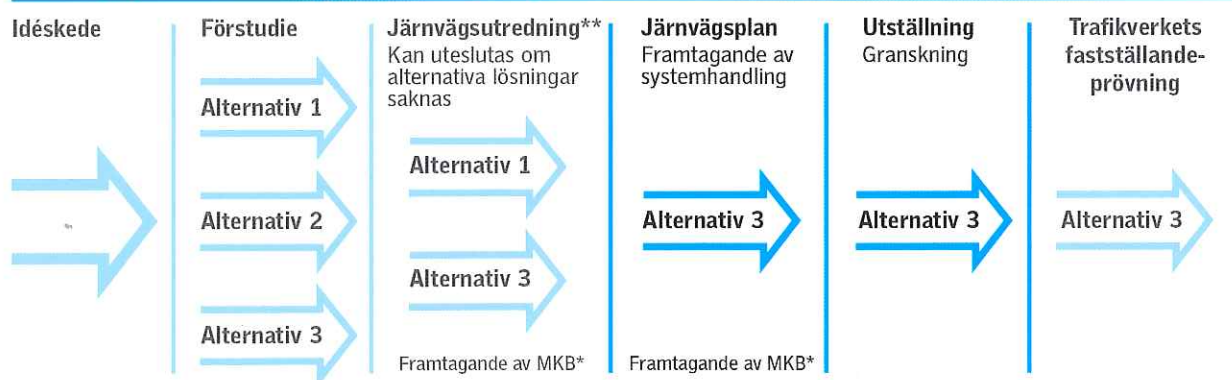 Idéskede
Förstudie
Alternativ 1
Alternativ 2
Alternativ 3
Järnvägsutredning**
Kan uteslutas om
alternativa lösningar
saknas
Alternativ 1
Alternativ 3
Framtagande av MKB*
Järnvägsplan
Framtagande av
systemhandling
Alternativ 3
Framtagande av MKB*
Utställning
Granskning
Alternativ 3
Trafikverkets
fastställande-
prövning
Alternativ 3